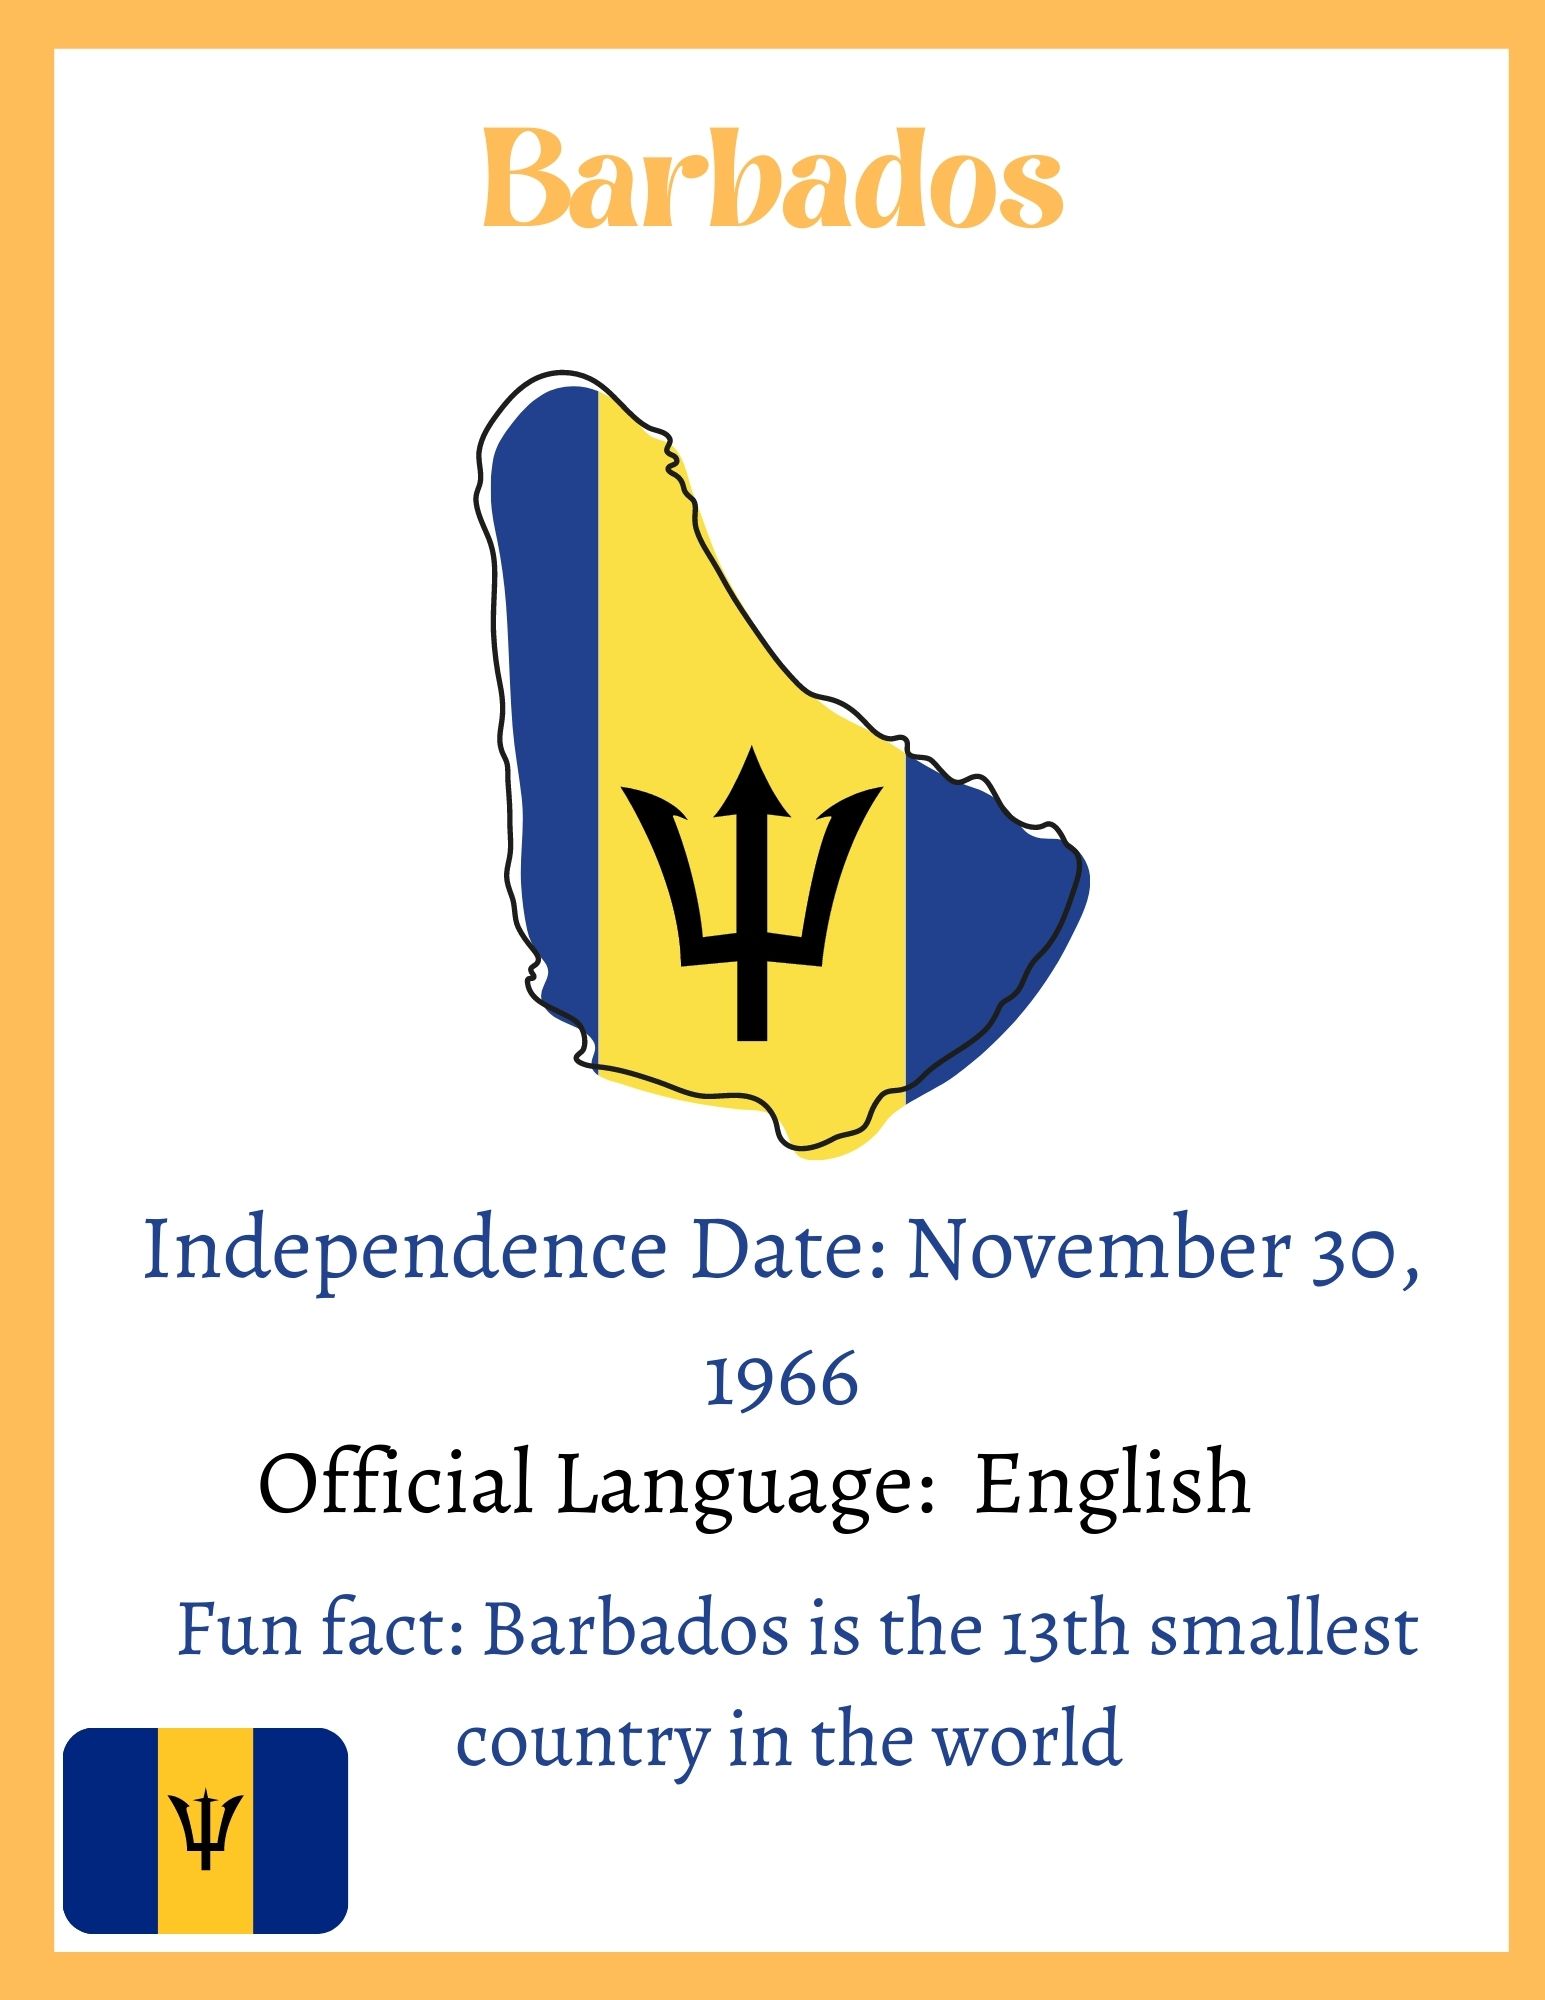 Barbados
Independence Date: November 30,
1966
Official Language: English
Fun fact: Barbados is the 13th smallest
country in the world